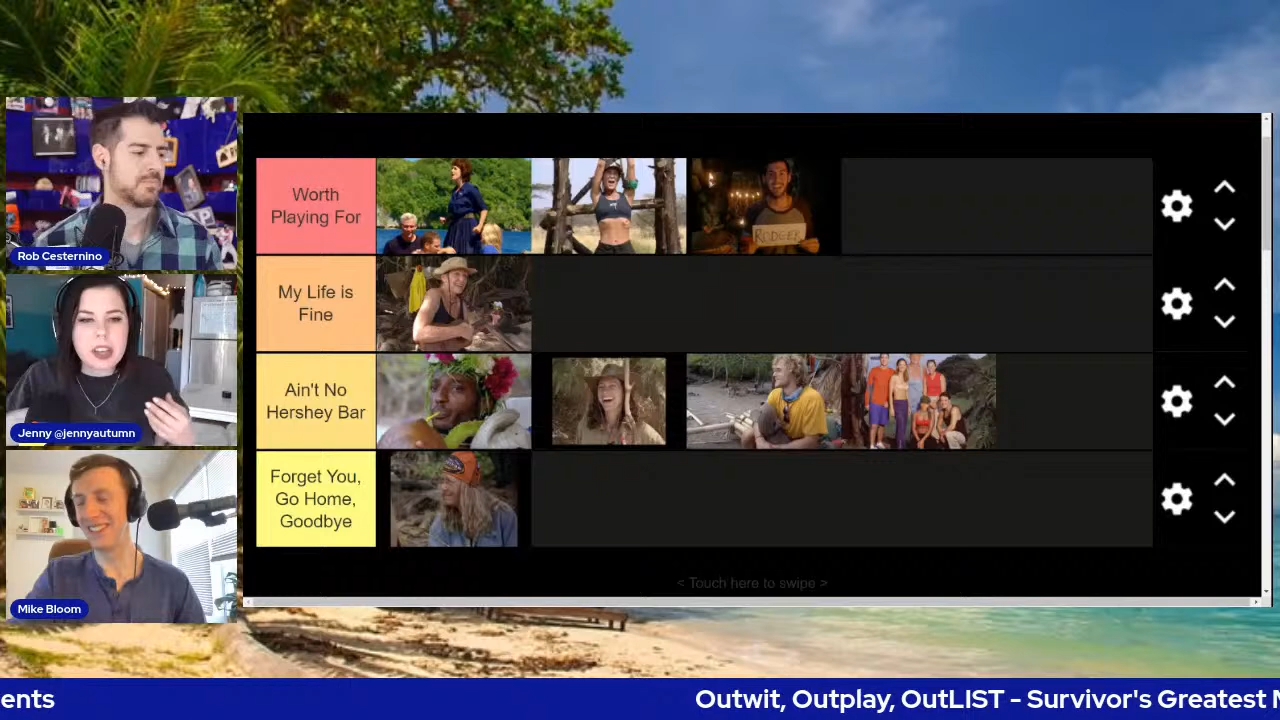 Worth
Playing For
RODGER
My Life is
Fine
Ain't No
Hershey Bar
Forget You,
Go Home,
Goodbye
< Touch here to swipe >
Rob Cesternino
Jenny @jennyautumn
Mike Bloom
ents
Outwit, Outplay, OutLIST - Survivor's Greatest